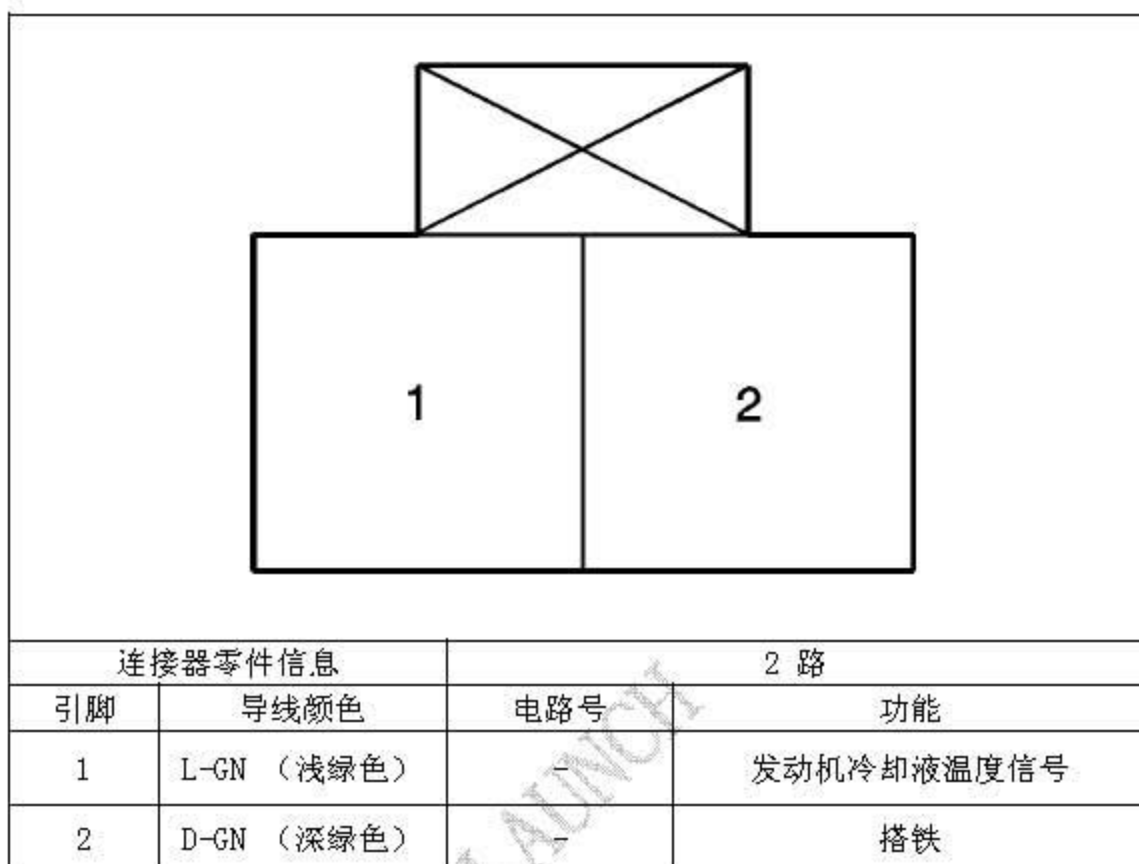 1 2
连接器零件信息 2 路
引脚 导线颜色 电路号 功能
1 L-GN （浅绿色） - 发动机冷却液温度信号
2 D-GN （深绿色） - 搭铁
LAUNCH